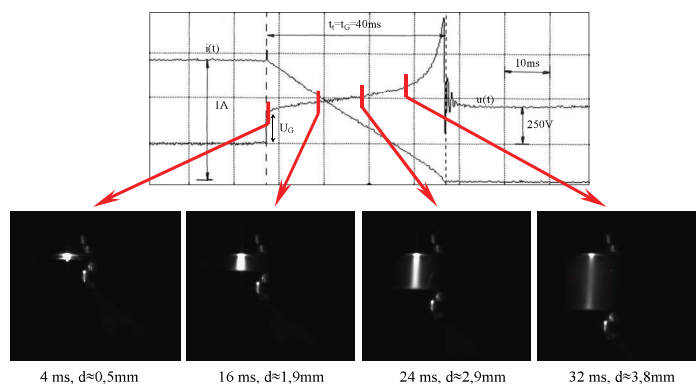 tₜ=t_G=40ms
i(t)
10ms
1A
u(t)
U_G
250V
4 ms, d≈0,5mm
16 ms, d≈1,9mm
24 ms, d≈2,9mm
32 ms, d≈3,8mm